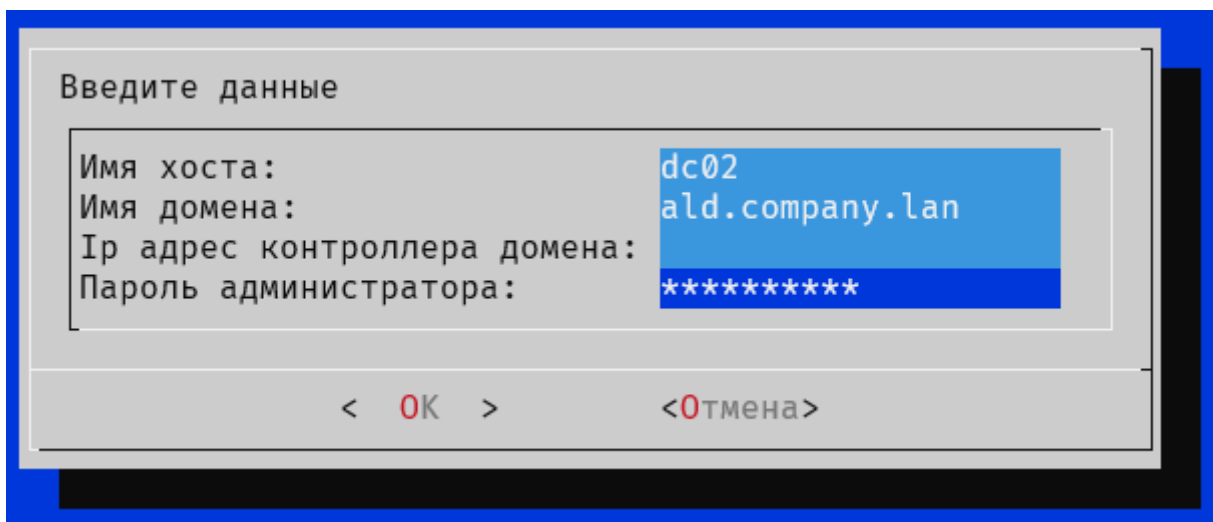 Введите данные
Имя хоста: dc02
Имя домена: ald.company.lan
Ip адрес контроллера домена:
Пароль администратора: **********
< OK > <Отмена>